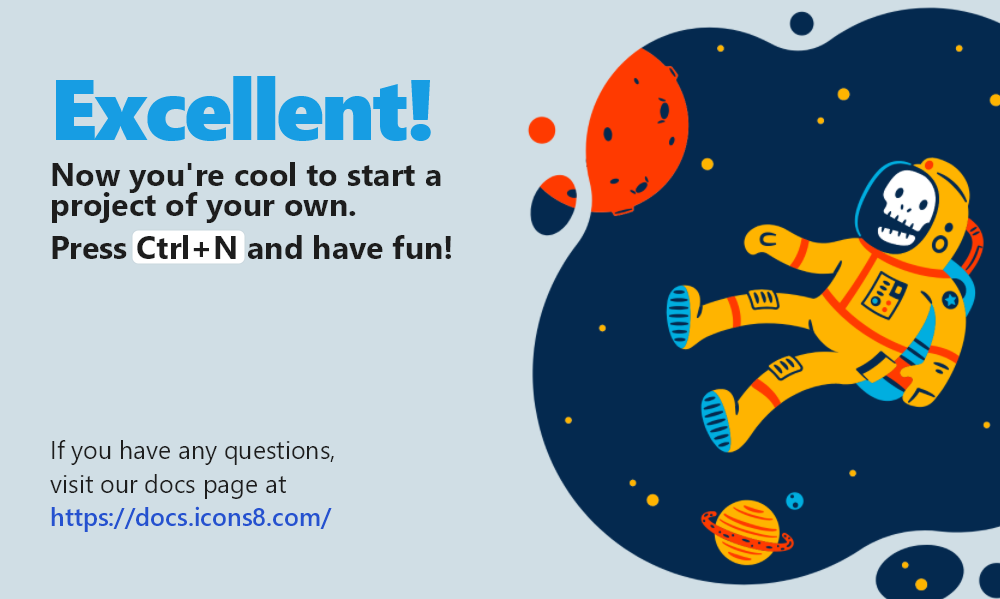 Excellent!
Now you're cool to start a
project of your own.
Press Ctrl+N and have fun!
If you have any questions,
visit our docs page at
https://docs.icons8.com/